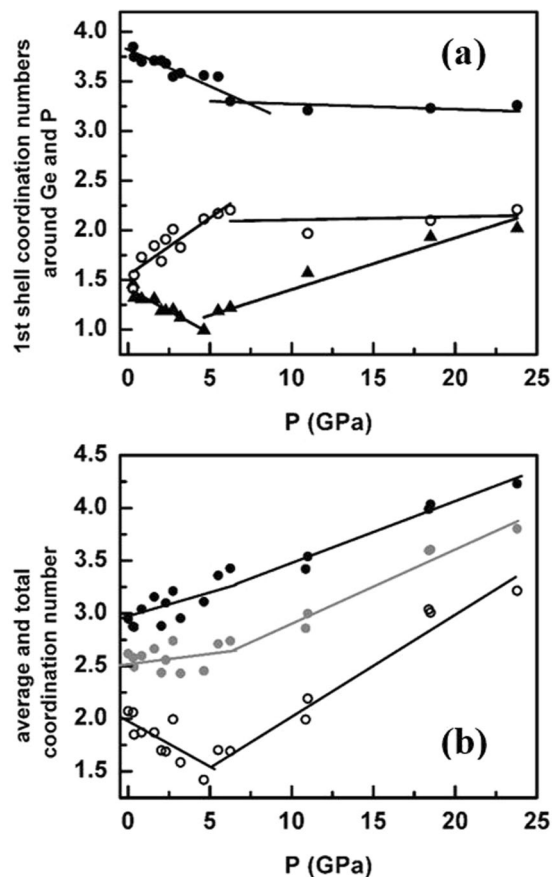 (a)
4.0
3.5
3.0
2.5
2.0
1.5
1.0
1st shell coordination numbers
around Ge and P
0 5 10 15 20 25
P (GPa)
4.5
4.0
3.5
3.0
2.5
2.0
1.5
average and total
coordination number
(b)
0 5 10 15 20 25
P (GPa)